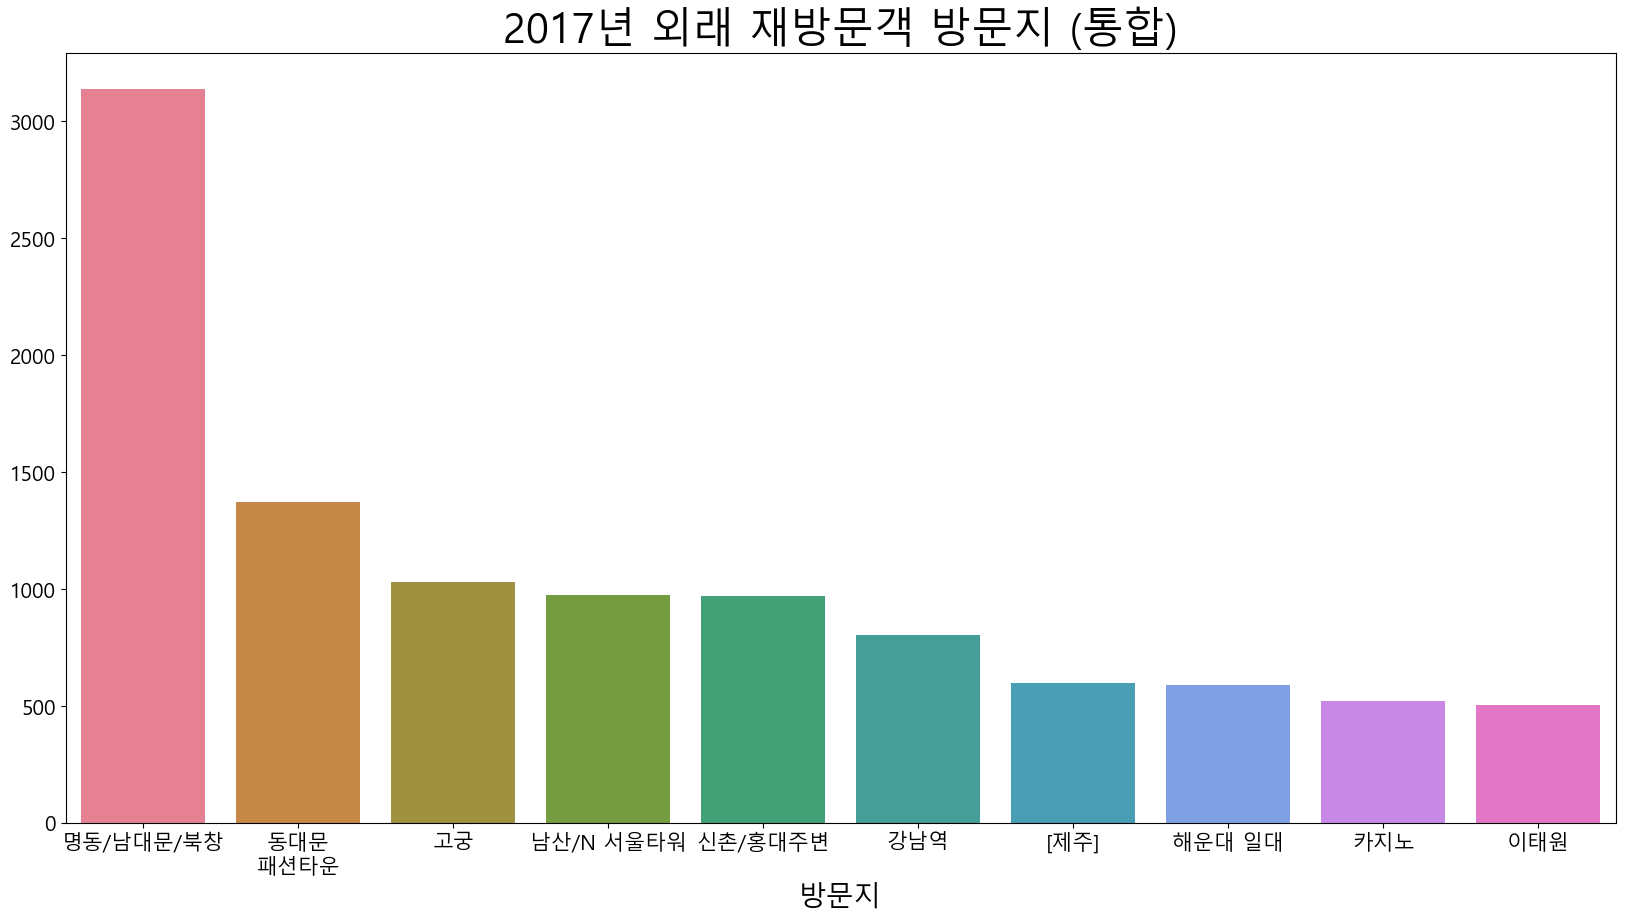 2017년 외래 재방문객 방문지 (통합)
3000
2500
2000
1500
1000
500
0
명동/남대문/북창
동대문
패션타운
고궁
남산/N 서울타워
신촌/홍대주변
강남역
[제주]
해운대 일대
카지노
이태원
방문지